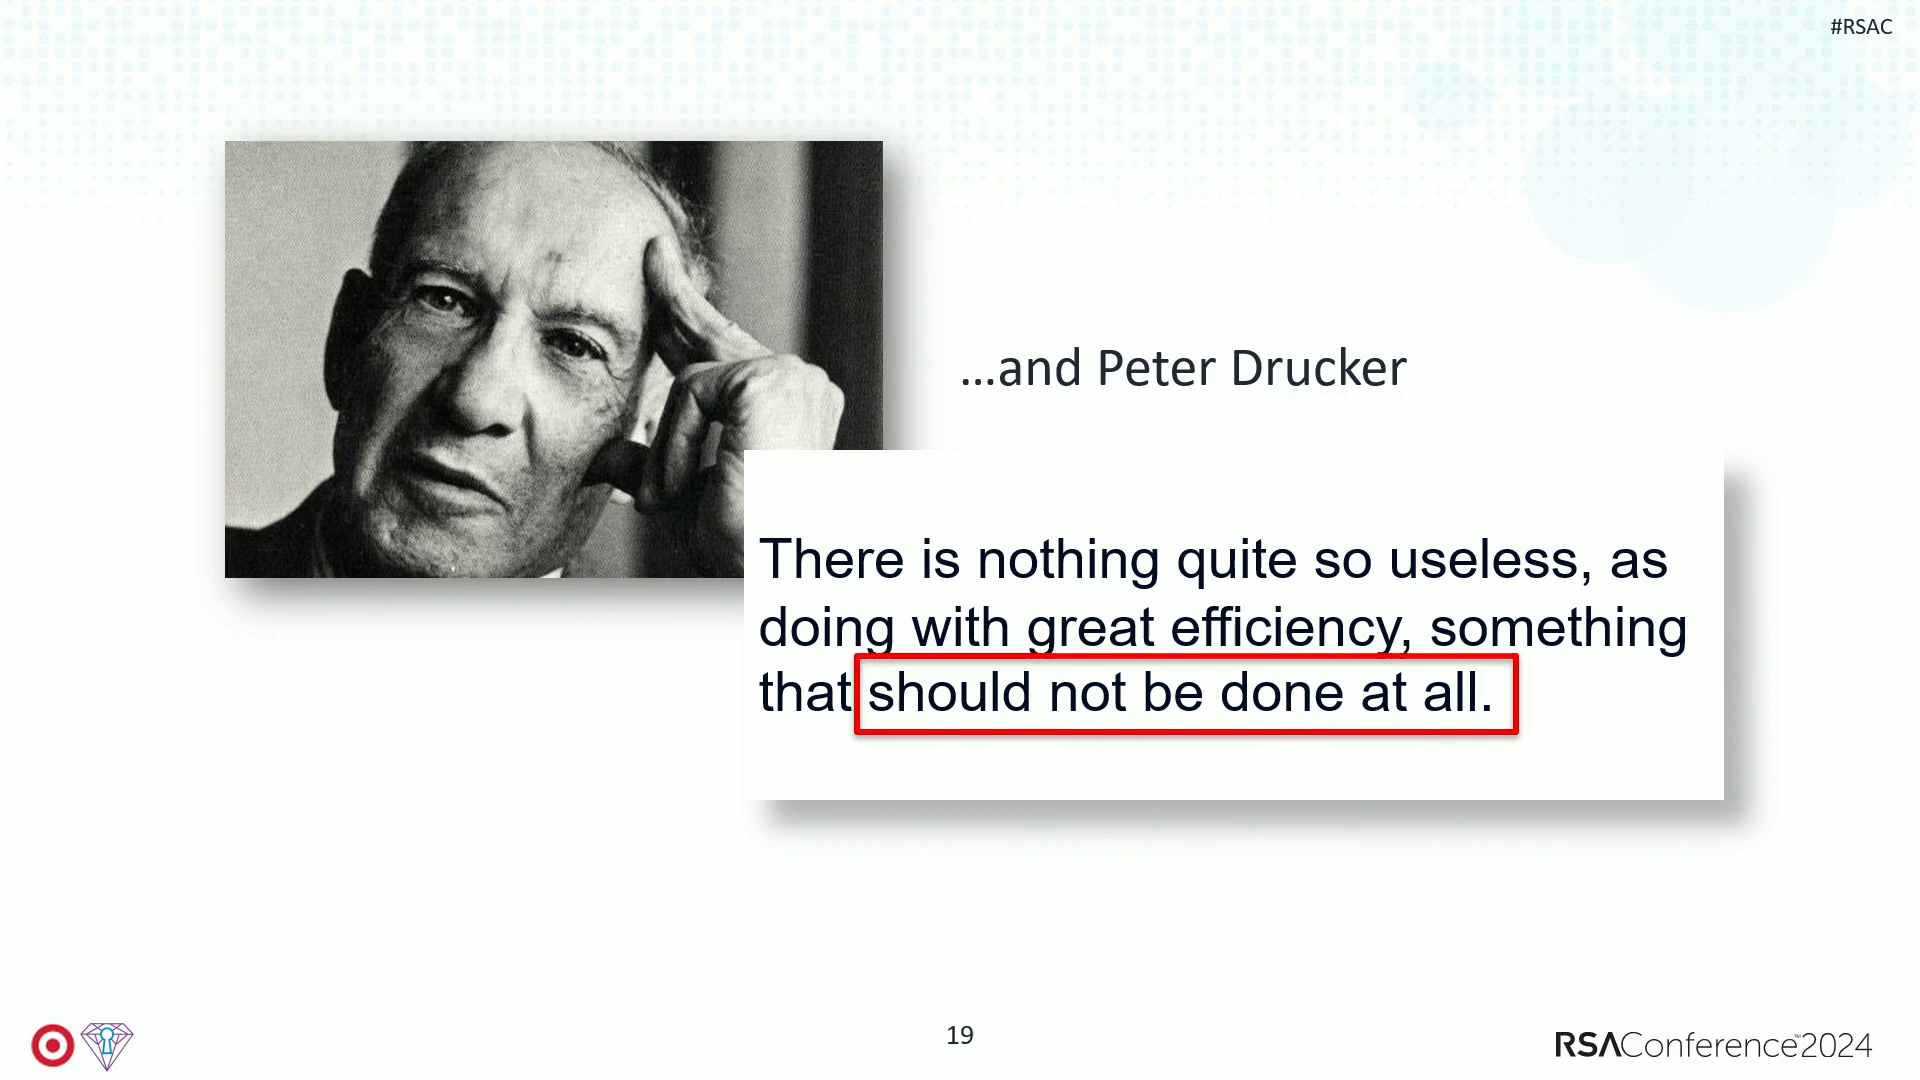 #RSAC
…and Peter Drucker
There is nothing quite so useless, as
doing with great efficiency, something
that should not be done at all.
19
RSAConference™2024